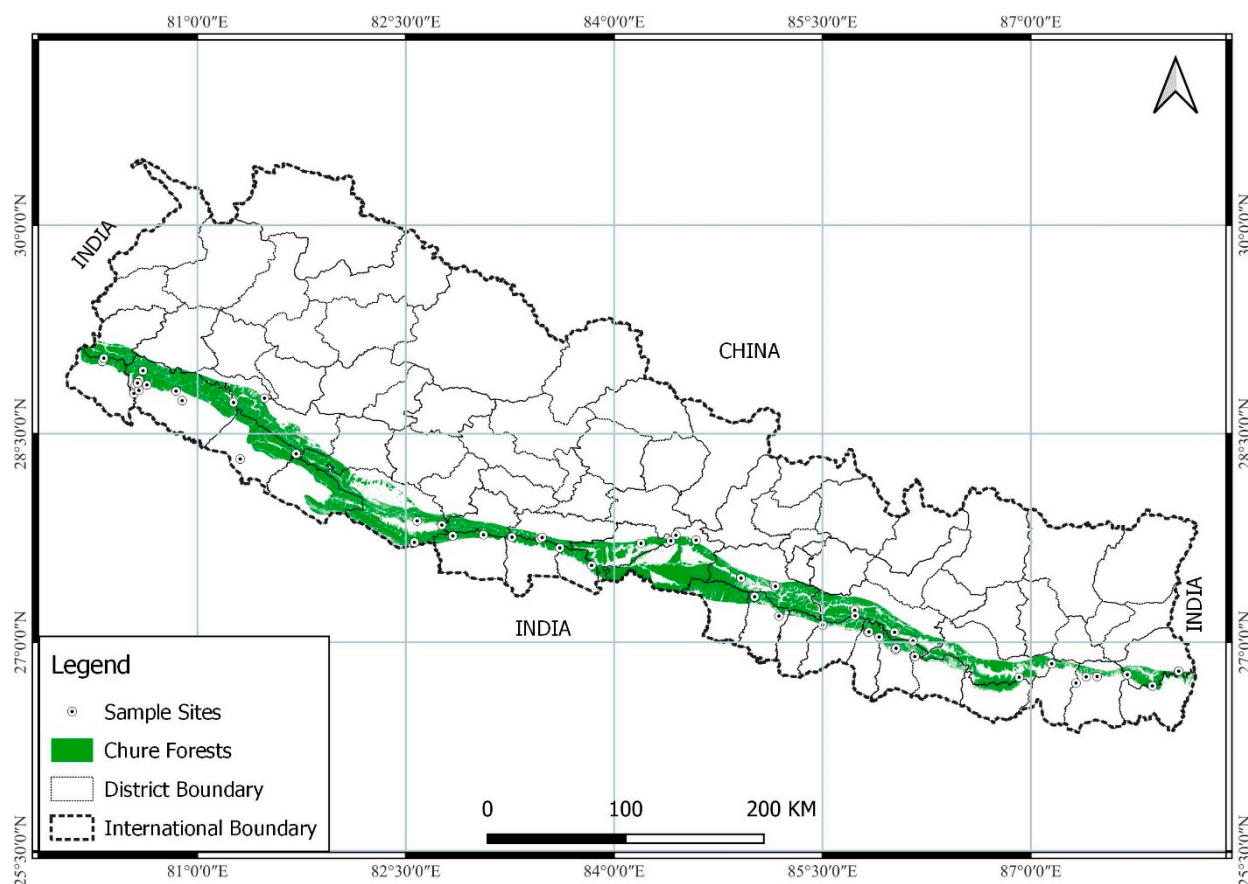 81°0'0"E 82°30'0"E 84°0'0"E 85°30'0"E 87°0'0"E
30°0'0"N
30°0'0"N
INDIA
CHINA
28°30'0"N
28°30'0"N
INDIA
INDIA
27°0'0"N
27°0'0"N
Legend
Sample Sites
Chure Forests
District Boundary
International Boundary
0 100 200 KM
25°30'0"N
25°30'0"N
81°0'0"E 82°30'0"E 84°0'0"E 85°30'0"E 87°0'0"E